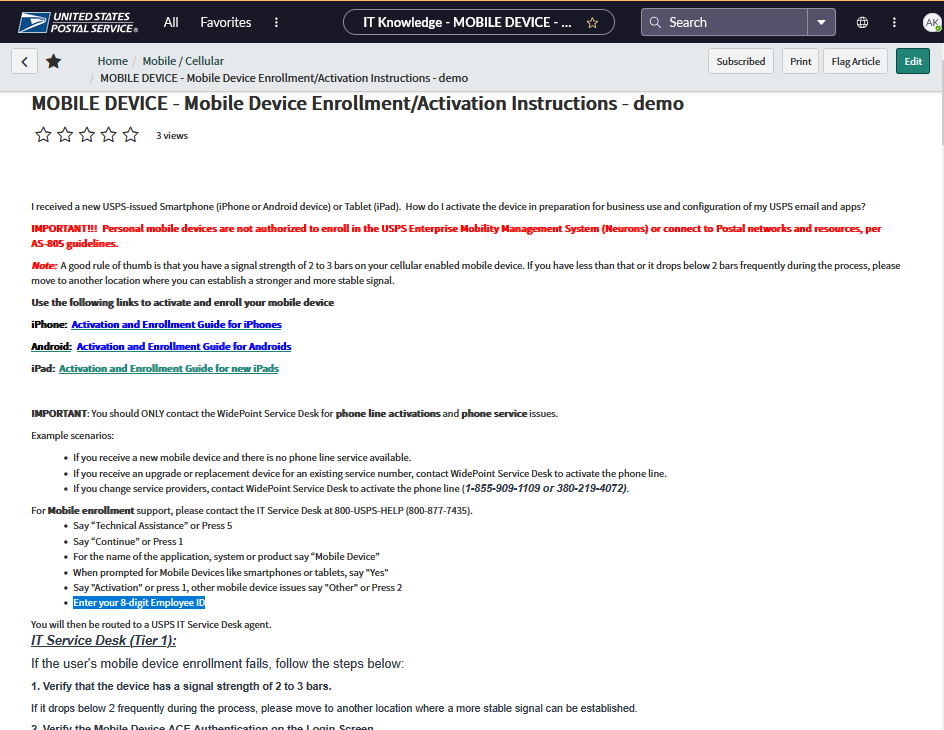 UNITED STATES
POSTAL SERVICE®
All
Favorites
IT Knowledge - MOBILE DEVICE - ...
Search
AK
Home / Mobile / Cellular
/ MOBILE DEVICE - Mobile Device Enrollment/Activation Instructions - demo
Subscribed
Print
Flag Article
Edit
MOBILE DEVICE - Mobile Device Enrollment/Activation Instructions - demo
3 views
I received a new USPS-issued Smartphone (iPhone or Android device) or Tablet (iPad).  How do I activate the device in preparation for business use and configuration of my USPS email and apps?
IMPORTANT!!!  Personal mobile devices are not authorized to enroll in the USPS Enterprise Mobility Management System (Neurons) or connect to Postal networks and resources, per
AS-805 guidelines.
Note: A good rule of thumb is that you have a signal strength of 2 to 3 bars on your cellular enabled mobile device. If you have less than that or it drops below 2 bars frequently during the process, please
move to another location where you can establish a stronger and more stable signal.
Use the following links to activate and enroll your mobile device
iPhone:  Activation and Enrollment Guide for iPhones
Android:  Activation and Enrollment Guide for Androids
iPad: Activation and Enrollment Guide for new iPads
IMPORTANT: You should ONLY contact the WidePoint Service Desk for phone line activations and phone service issues.
Example scenarios:
• If you receive a new mobile device and there is no phone line service available.
• If you receive an upgrade or replacement device for an existing service number, contact WidePoint Service Desk to activate the phone line.
• If you change service providers, contact WidePoint Service Desk to activate the phone line (1-855-909-1109 or 380-219-4072).
For Mobile enrollment support, please contact the IT Service Desk at 800-USPS-HELP (800-877-7435).
• Say “Technical Assistance” or Press 5
• Say “Continue” or Press 1
• For the name of the application, system or product say “Mobile Device”
• When prompted for Mobile Devices like smartphones or tablets, say "Yes"
• Say "Activation" or press 1, other mobile device issues say "Other" or Press 2
• Enter your 8-digit Employee ID
You will then be routed to a USPS IT Service Desk agent.
IT Service Desk (Tier 1):
If the user's mobile device enrollment fails, follow the steps below:
1. Verify that the device has a signal strength of 2 to 3 bars.
If it drops below 2 frequently during the process, please move to another location where a more stable signal can be established.
2. Verify the Mobile Device ACE Authentication on the Login Screen